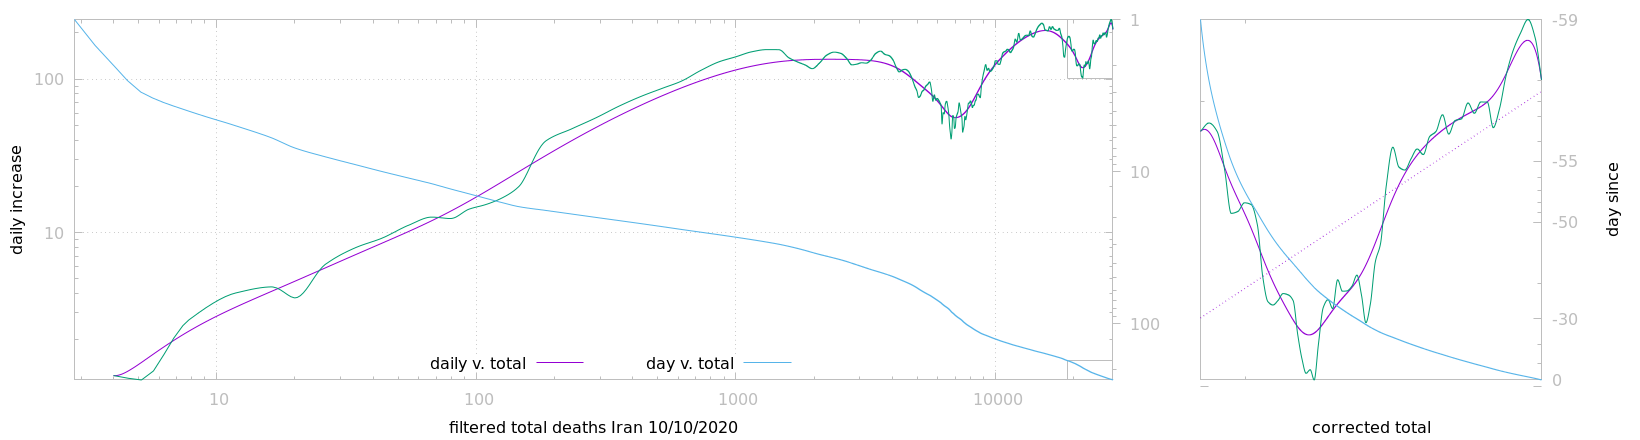 daily increase
100
10
daily v. total
day v. total
10
100
1000
10000
filtered total deaths Iran 10/10/2020
1
10
100
-59
-55
-50
-30
0
day since
corrected total